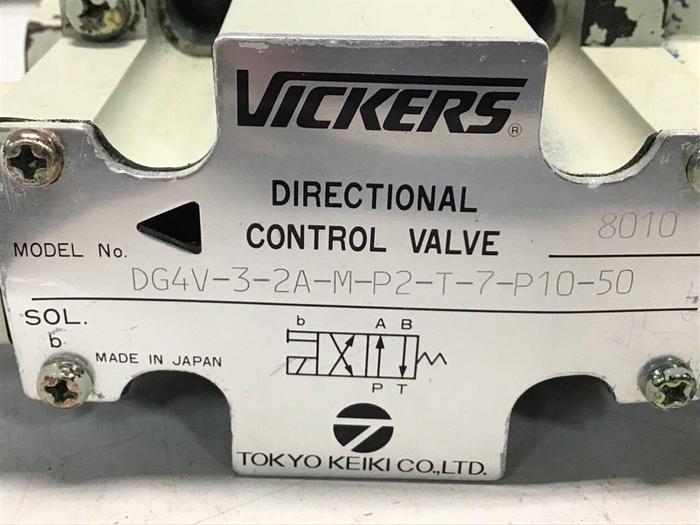 VICKERS®
DIRECTIONAL
CONTROL VALVE
8010
MODEL No.
DG4V-3-2A-M-P2-T-7-P10-50
SOL.
b
MADE IN JAPAN
b A B
P T
TOKYO KEIKI CO.,LTD.